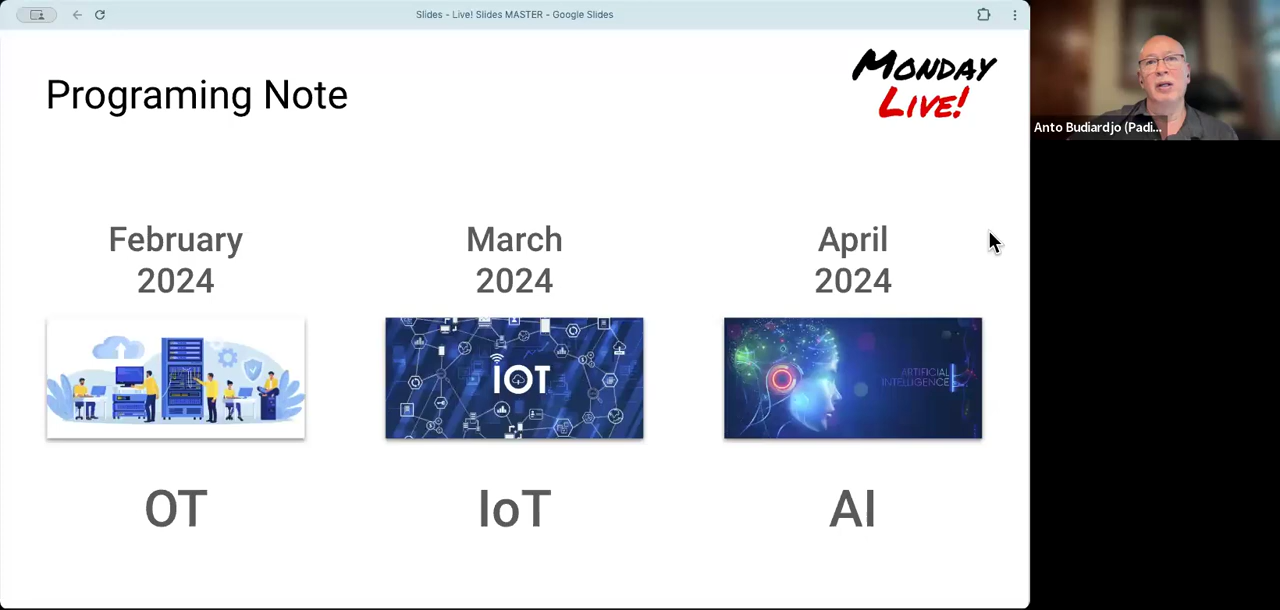 Slides - Live! Slides MASTER - Google Slides
Programing Note
MONDAY
LIVE!
Anto Budiardjo (Padi...
February
2024
March
2024
April
2024
IOT
ARTIFICIAL
INTELLIGENCE
OT
IoT
AI